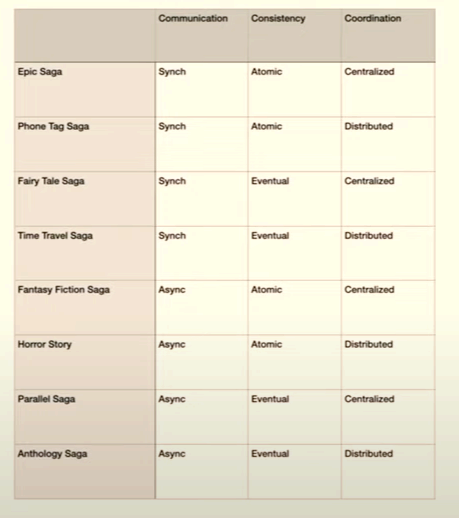 Communication Consistency Coordination
Epic Saga Synch Atomic Centralized
Phone Tag Saga Synch Atomic Distributed
Fairy Tale Saga Synch Eventual Centralized
Time Travel Saga Synch Eventual Distributed
Fantasy Fiction Saga Async Atomic Centralized
Horror Story Async Atomic Distributed
Parallel Saga Async Eventual Centralized
Anthology Saga Async Eventual Distributed